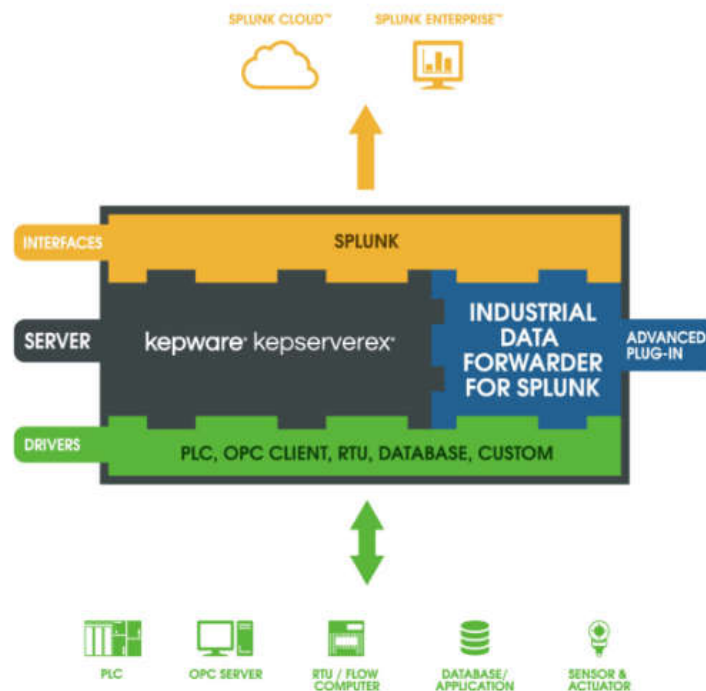 SPLUNK CLOUD™ SPLUNK ENTERPRISE™
INTERFACES
SPLUNK
SERVER
kepware® kepserverex®
INDUSTRIAL
DATA
FORWARDER
FOR SPLUNK
ADVANCED
PLUG-IN
DRIVERS
PLC, OPC CLIENT, RTU, DATABASE, CUSTOM
PLC
OPC SERVER
RTU / FLOW
COMPUTER
DATABASE/
APPLICATION
SENSOR &
ACTUATOR